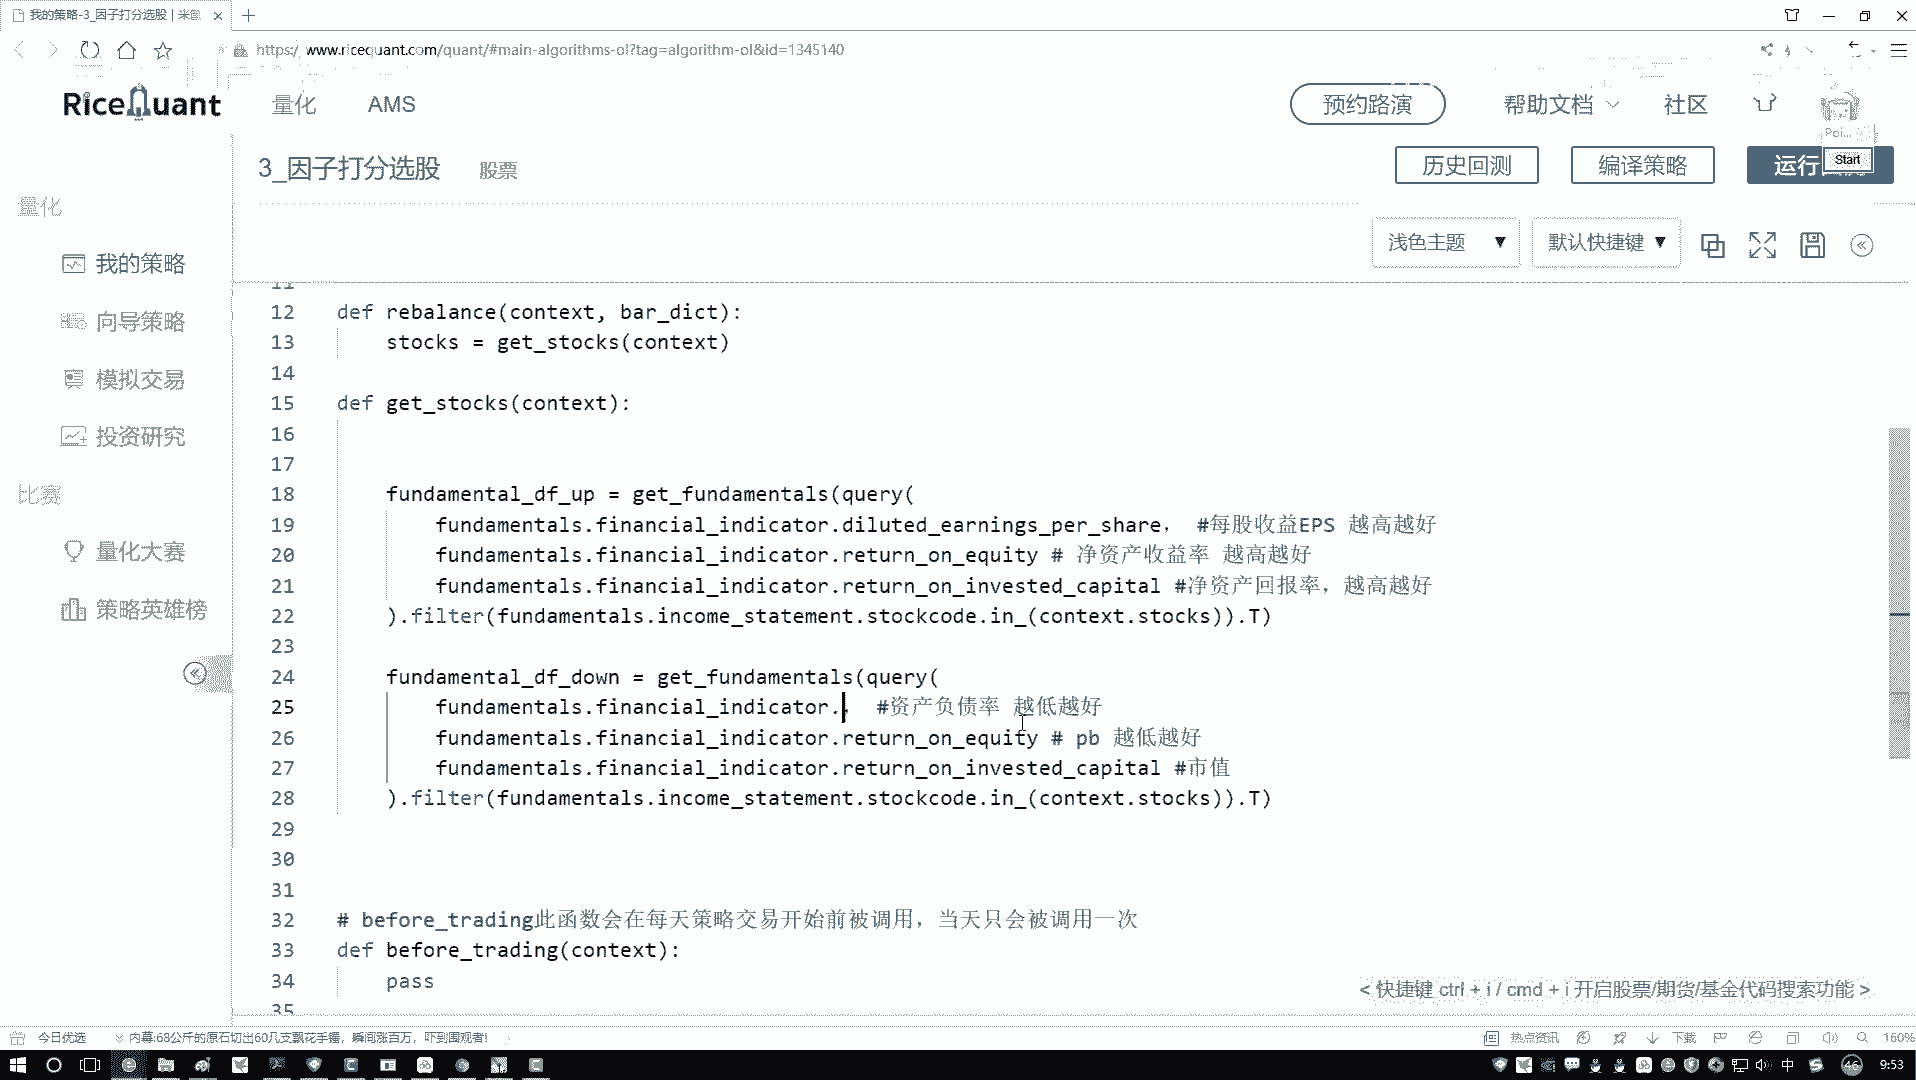 我的策略-3_因子打分选股 | 米筐
https:/ www.ricequant.com/quant/#main-algorithms-ol?tag=algorithm-ol&id=1345140
RiceQuant 量化 AMS 预约路演 帮助文档 社区
Poi...
3_因子打分选股 股票 历史回测 编译策略 运行
Start
浅色主题 ▼ 默认快捷键 ▼
量化
我的策略
向导策略
模拟交易
投资研究
比赛
量化大赛
策略英雄榜
11
12 def rebalance(context, bar_dict):
13 stocks = get_stocks(context)
14
15 def get_stocks(context):
16
17
18 fundamental_df_up = get_fundamentals(query(
19 fundamentals.financial_indicator.diluted_earnings_per_share, #每股收益EPS 越高越好
20 fundamentals.financial_indicator.return_on_equity # 净资产收益率 越高越好
21 fundamentals.financial_indicator.return_on_invested_capital #净资产回报率，越高越好
22 ).filter(fundamentals.income_statement.stockcode.in_(context.stocks)).T)
23
24 fundamental_df_down = get_fundamentals(query(
25 fundamentals.financial_indicator., #资产负债率 越低越好
26 fundamentals.financial_indicator.return_on_equity # pb 越低越好
27 fundamentals.financial_indicator.return_on_invested_capital #市值
28 ).filter(fundamentals.income_statement.stockcode.in_(context.stocks)).T)
29
30
31
32 # before_trading此函数会在每天策略交易开始前被调用，当天只会被调用一次
33 def before_trading(context):
34 pass
35
< 快捷键 ctrl + i / cmd + i 开启股票/期货/基金代码搜索功能 >
今日优选 内幕:68公斤的原石切出60几支飘花手镯，瞬间涨百万，吓到围观者! 热点资讯 下载 160%
中 46 9:53